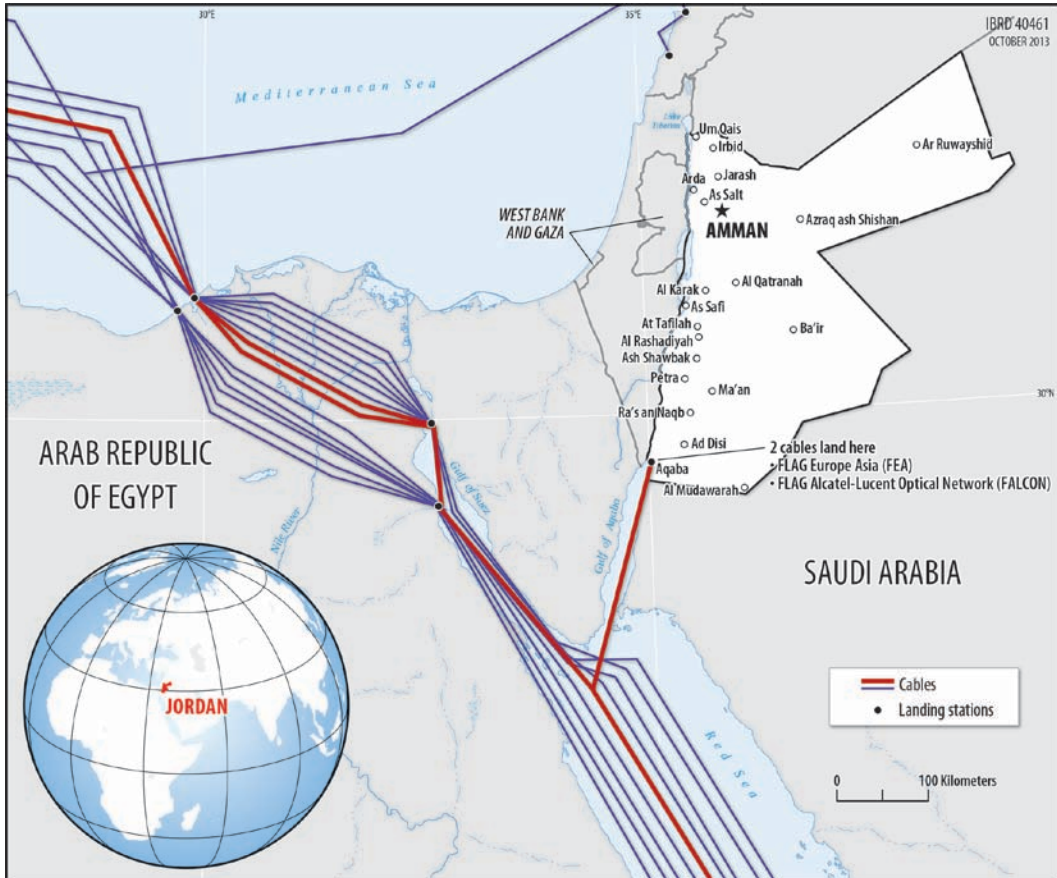 30°E
35°E
IBRD 40461
OCTOBER 2013
Mediterranean Sea
Lake
Tiberias
Um Qais
Irbid
Ar Ruwayshid
Jarash
Arda
As Salt
WEST BANK
AND GAZA
AMMAN
Azraq ash Shishan
Al Qatranah
Al Karak
As Safi
At Tafilah
Ba'ir
Al Rashadiyah
Ash Shawbak
Petra
Ma'an
30°N
Ra's an Naqb
Ad Disi
2 cables land here
• FLAG Europe Asia (FEA)
• FLAG Alcatel-Lucent Optical Network (FALCON)
Aqaba
Al Mudawarah
ARAB REPUBLIC
OF EGYPT
Gulf of Suez
Gulf of Aqaba
Nile River
SAUDI ARABIA
JORDAN
Red Sea
Cables
Landing stations
0
100 Kilometers